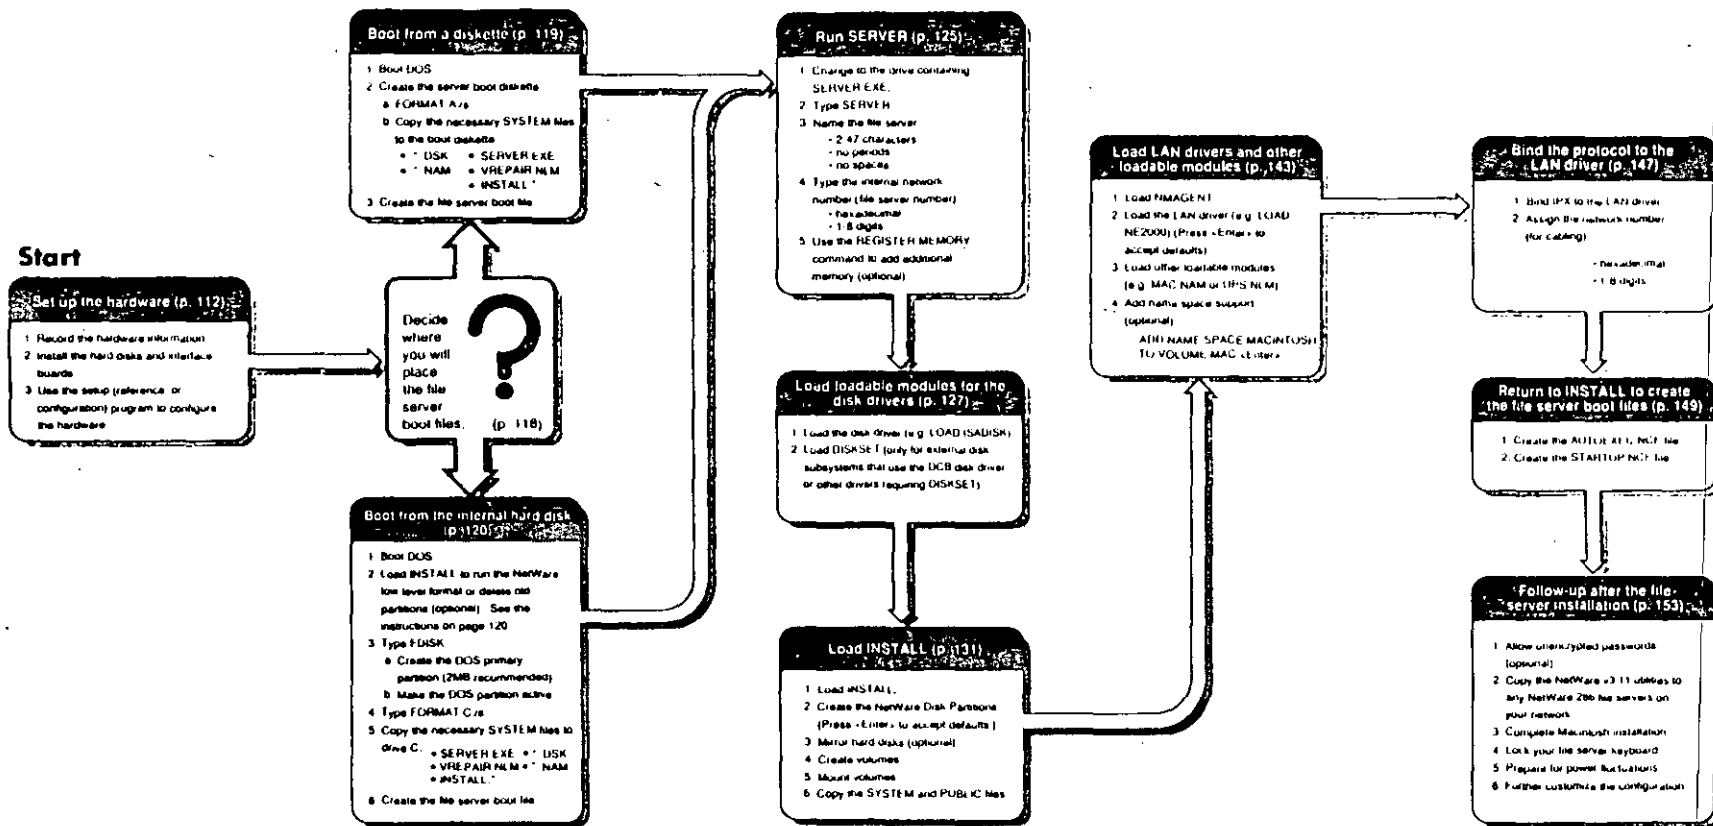 Start
Set up the hardware (p. 112)
1 Record the hardware information
2 Install the hard disks and interface
boards
3 Use the setup (reference or
configuration) program to configure
the hardware
Decide
where
you will
place
the file
server
boot files.
(p 118)
?
Boot from a diskette (p. 119)
1 Boot DOS
2 Create the server boot diskette
a FORMAT A:/s
b Copy the necessary SYSTEM files
to the boot diskette
• * DSK • SERVER EXE
• * NAM • VREPAIR NLM
• INSTALL *
3 Create the file server boot file
Boot from the internal hard disk
(p. 120)
1 Boot DOS
2 Load INSTALL to run the NetWare
low level format or delete old
partitions (optional) See the
instructions on page 120
3 Type FDISK
a Create the DOS primary
partition (2MB recommended)
b Make the DOS partition active
4 Type FORMAT C:/s
5 Copy the necessary SYSTEM files to
drive C.
• SERVER EXE • * DSK
• VREPAIR NLM • * NAM
• INSTALL.*
6 Create the file server boot file
Run SERVER (p. 125)
1 Change to the drive containing
SERVER EXE.
2 Type SERVER
3 Name the file server
• 2-47 characters
• no periods
• no spaces
4 Type the internal network
number (file server number)
• hexadecimal
• 1-8 digits
5 Use the REGISTER MEMORY
command to add additional
memory (optional)
Load loadable modules for the
disk drivers (p. 127)
1 Load the disk driver (e.g. LOAD ISADISK)
2 Load DISKSET (only for external disk
subsystems that use the DCB disk driver
or other drivers requiring DISKSET)
Load INSTALL (p. 131)
1 Load INSTALL.
2 Create the NetWare Disk Partitions
(Press <Enter> to accept defaults )
3 Mirror hard disks (optional)
4 Create volumes
5 Mount volumes
6 Copy the SYSTEM and PUBLIC files
Load LAN drivers and other
loadable modules (p. 143)
1 Load NMAGENT
2 Load the LAN driver (e.g. LOAD
NE2000) (Press <Enter> to
accept defaults)
3 Load other loadable modules
(e.g. MAC NAM or UPS NLM)
4 Add name space support
(optional)
ADD NAME SPACE MACINTOSH
TO VOLUME MAC <Enter>
Bind the protocol to the
LAN driver (p. 147)
1 Bind IPX to the LAN driver
2 Assign the network number
(for cabling)
• hexadecimal
• 1-8 digits
Return to INSTALL to create
the file server boot files (p. 149)
1 Create the AUTOEXEC NCF file
2. Create the STARTUP NCF file
Follow-up after the file
server installation (p. 153)
1 Allow unencrypted passwords
(optional)
2 Copy the NetWare v3.11 utilities to
any NetWare 286 file servers on
your network
3 Complete Macintosh installation
4 Lock your file server keyboard
5 Prepare for power fluctuations
6 Further customize the configuration